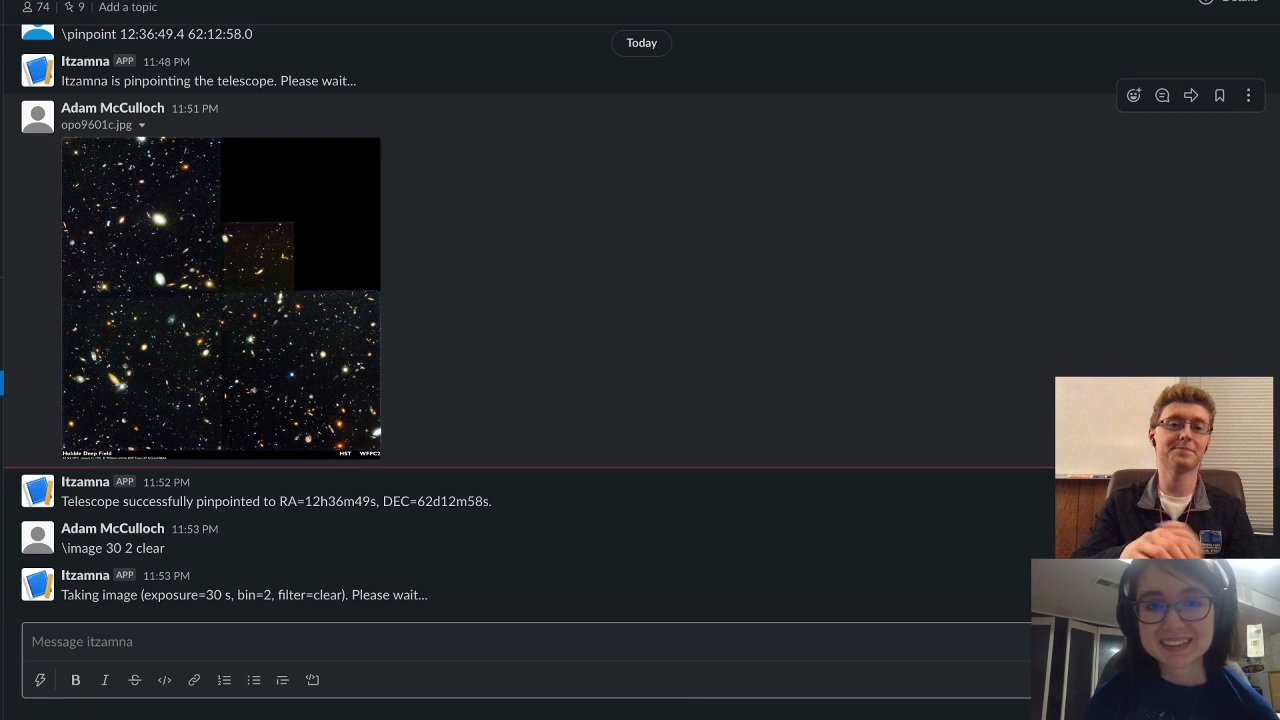 74 | 9 | Add a topic
\pinpoint 12:36:49.4 62:12:58.0
Today
Itzamna APP 11:48 PM
Itzamna is pinpointing the telescope. Please wait...
Adam McCulloch 11:51 PM
opo9601c.jpg
Hubble Deep Field
HST WFPC2
Itzamna APP 11:52 PM
Telescope successfully pinpointed to RA=12h36m49s, DEC=62d12m58s.
Adam McCulloch 11:53 PM
\image 30 2 clear
Itzamna APP 11:53 PM
Taking image (exposure=30 s, bin=2, filter=clear). Please wait...
Message itzamna
B I S </>